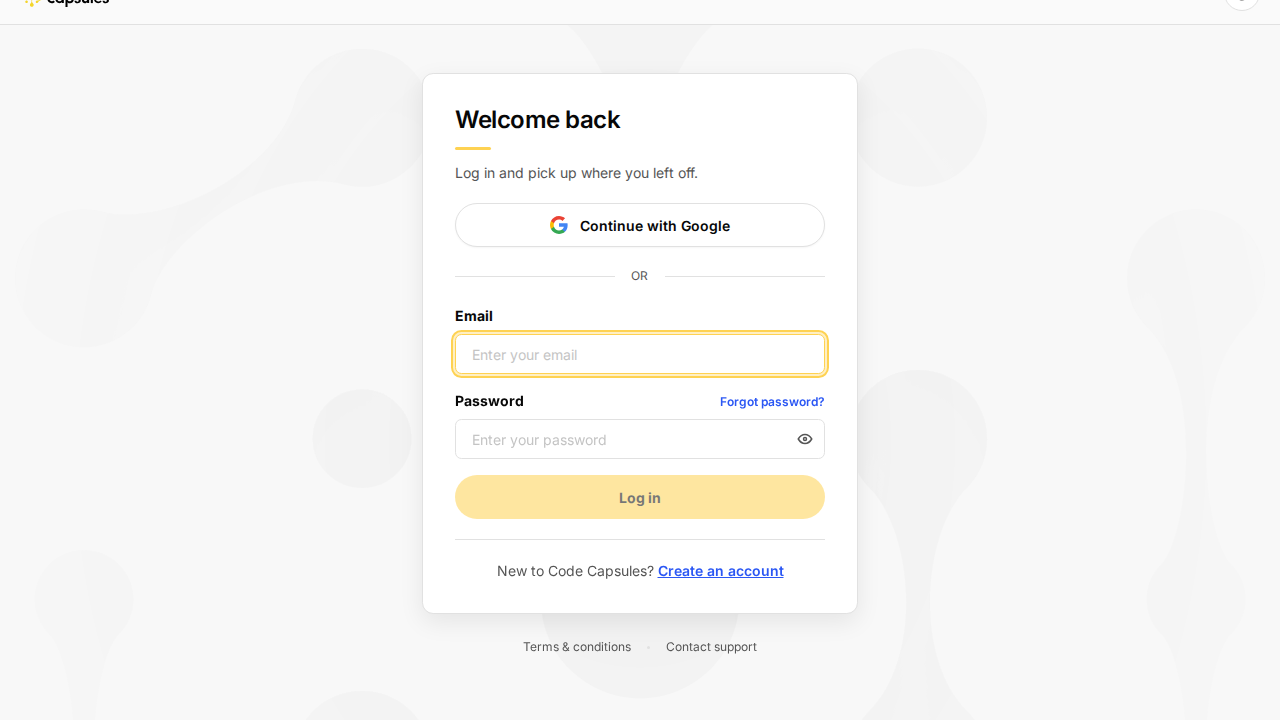 capsules
Welcome back
Log in and pick up where you left off.
Continue with Google
OR
Email
Enter your email
Password Forgot password?
Enter your password
Log in
New to Code Capsules? Create an account
Terms & conditions · Contact support